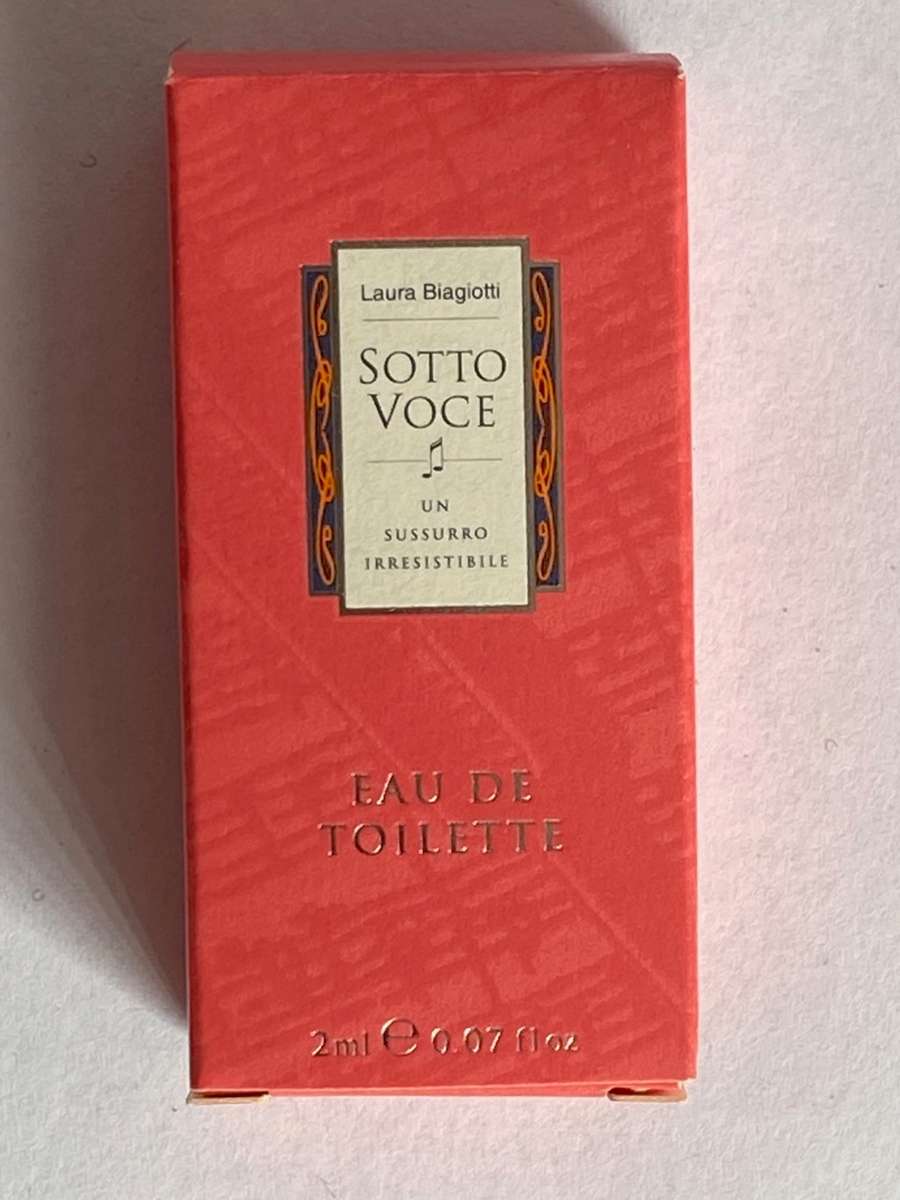 Laura Biagiotti
SOTTO
VOCE
UN
SUSSURRO
IRRESISTIBILE
EAU DE
TOILETTE
2ml ℮ 0.07 fl oz